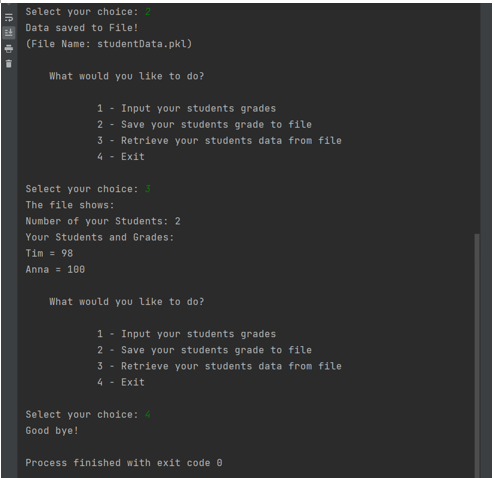 Select your choice: 2
Data saved to File!
(File Name: studentData.pkl)
What would you like to do?
1 - Input your students grades
2 - Save your students grade to file
3 - Retrieve your students data from file
4 - Exit
Select your choice: 3
The file shows:
Number of your Students: 2
Your Students and Grades:
Tim = 98
Anna = 100
What would you like to do?
1 - Input your students grades
2 - Save your students grade to file
3 - Retrieve your students data from file
4 - Exit
Select your choice: 4
Good bye!
Process finished with exit code 0